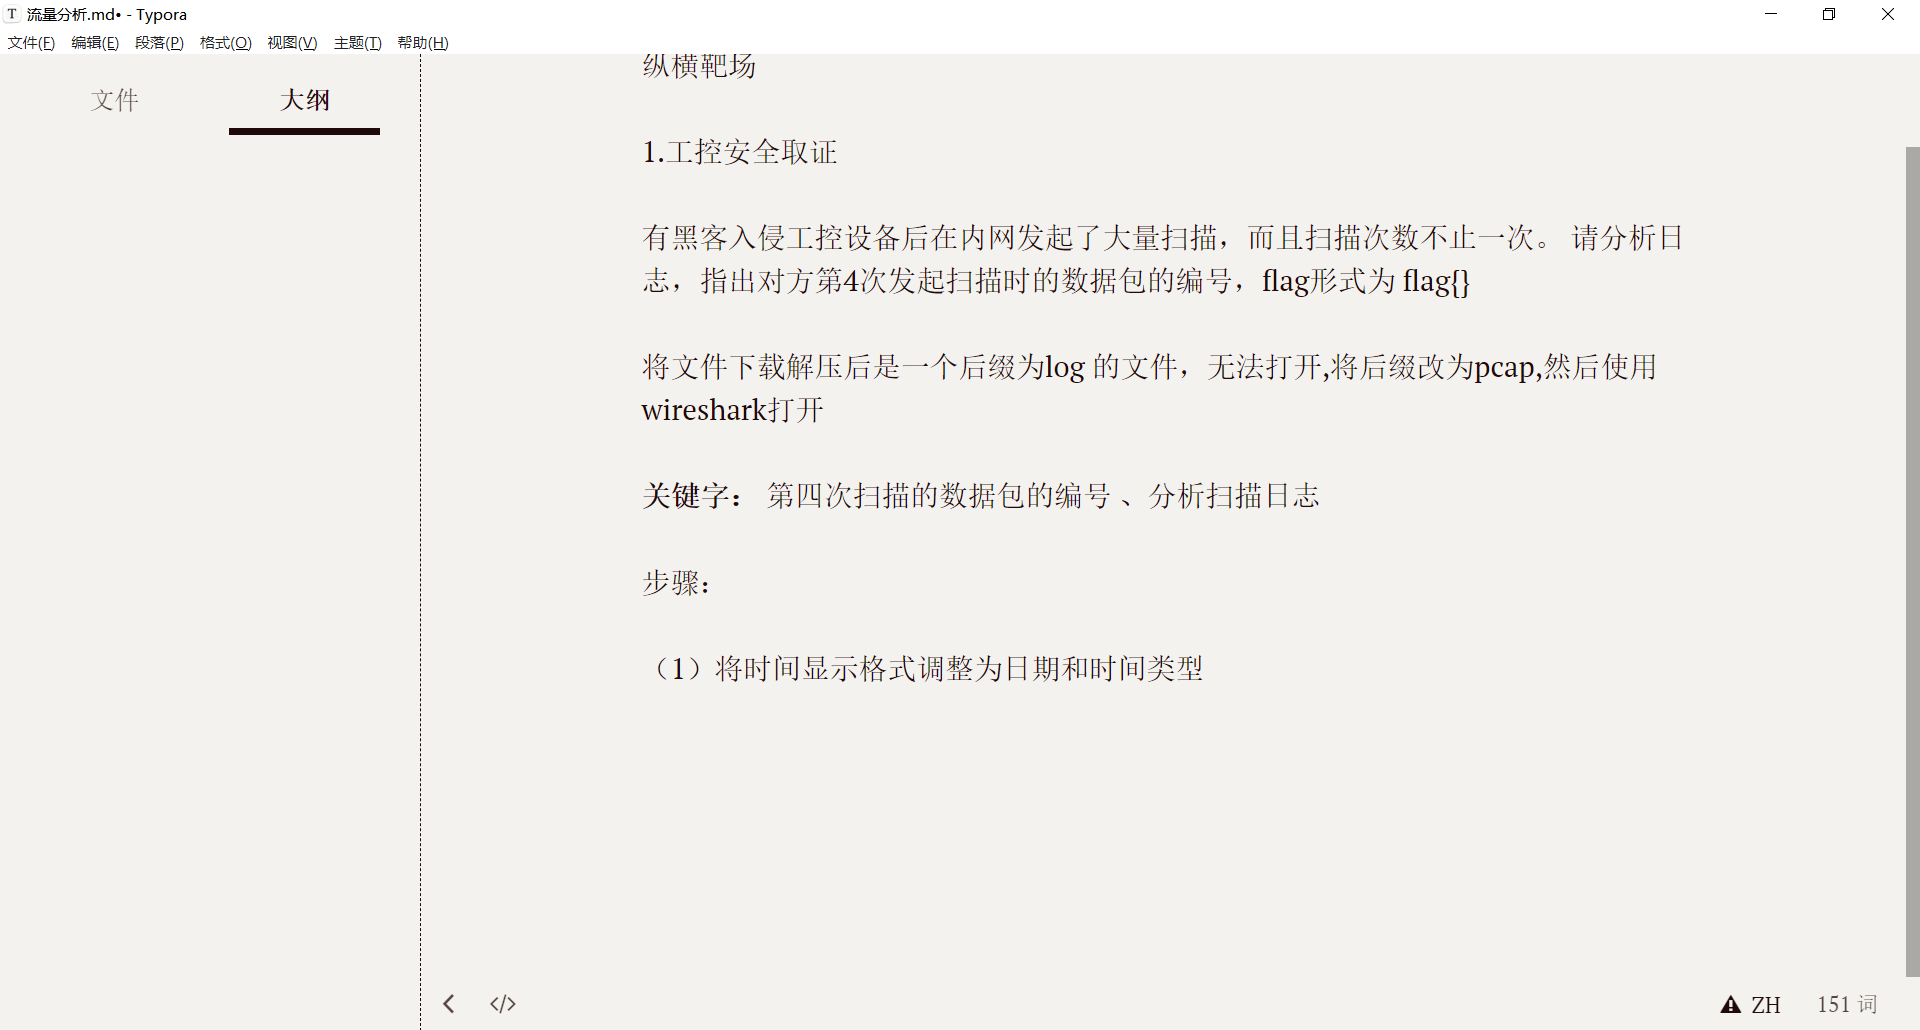 T 流量分析.md• - Typora
文件(F) 编辑(E) 段落(P) 格式(O) 视图(V) 主题(T) 帮助(H)
文件 大纲
纵横靶场
1.工控安全取证
有黑客入侵工控设备后在内网发起了大量扫描，而且扫描次数不止一次。 请分析日
志，指出对方第4次发起扫描时的数据包的编号，flag形式为 flag{}
将文件下载解压后是一个后缀为log 的文件，无法打开,将后缀改为pcap,然后使用
wireshark打开
关键字： 第四次扫描的数据包的编号 、分析扫描日志
步骤：
（1）将时间显示格式调整为日期和时间类型
</> ZH 151 词